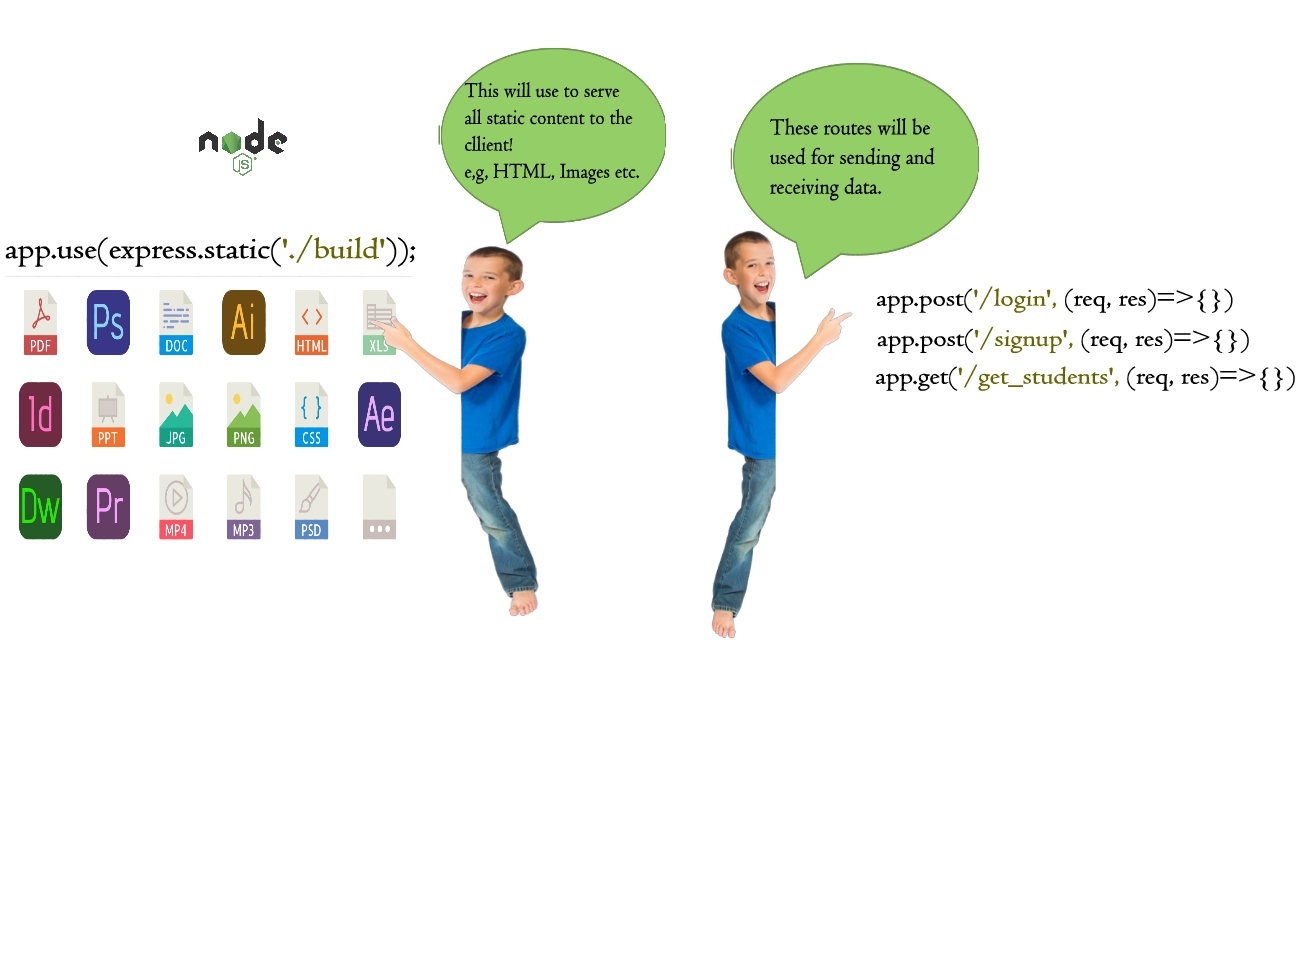 This will use to serve
all static content to the
cllient!
e,g, HTML, Images etc.
These routes will be
used for sending and
receiving data.
node
JS
app.use(express.static('./build'));
PDF
Ps
DOC
Ai
HTML
XLS
Id
PPT
JPG
PNG
{ }
CSS
Ae
Dw
Pr
MP4
MP3
PSD
app.post('/login', (req, res)=>{})
app.post('/signup', (req, res)=>{})
app.get('/get_students', (req, res)=>{})